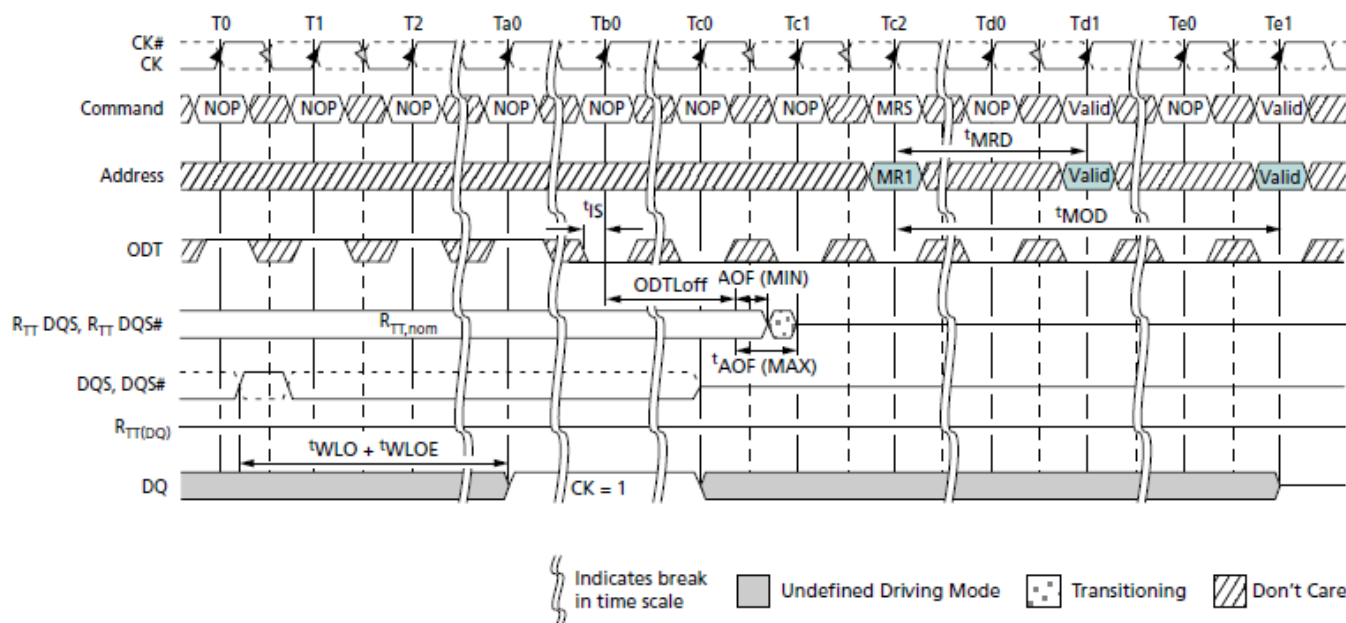 T0 T1 T2 Ta0 Tb0 Tc0 Tc1 Tc2 Td0 Td1 Te0 Te1
CK#
CK
Command NOP NOP NOP NOP NOP NOP NOP MRS NOP Valid NOP Valid
tMRD
Address MR1 Valid Valid
tIS
tMOD
ODT
ODTLoff AOF (MIN)
RTT DQS, RTT DQS# RTT,nom
tAOF (MAX)
DQS, DQS#
RTT(DQ)
tWLO + tWLOE
DQ CK = 1
Indicates break
in time scale
Undefined Driving Mode
Transitioning
Don't Care